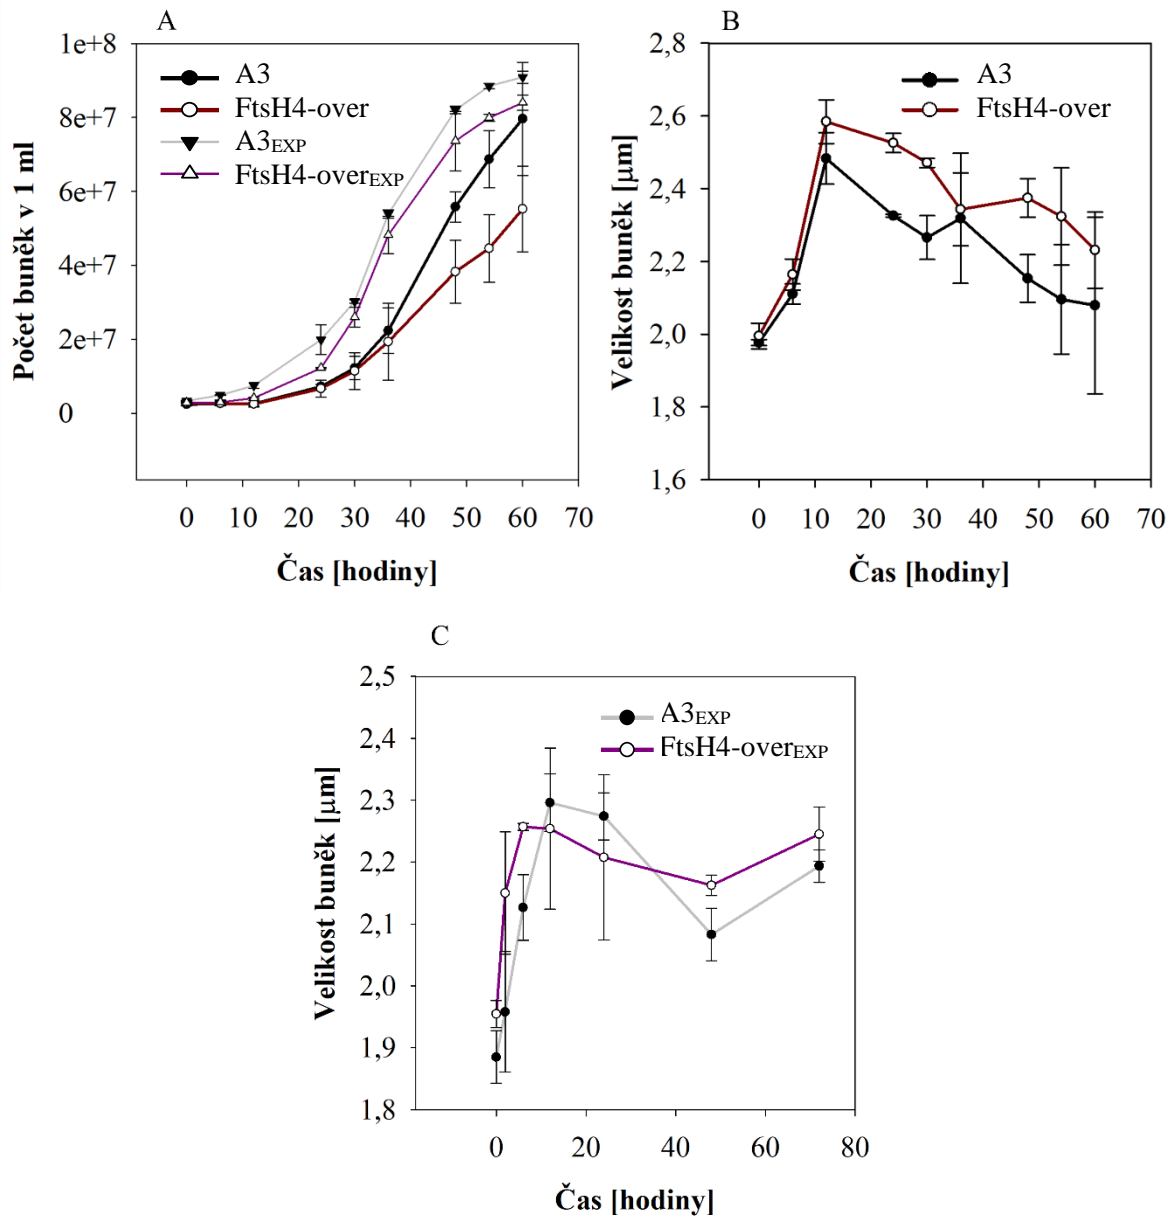 A
1e+8
8e+7
6e+7
4e+7
2e+7
0
Počet buněk v 1 ml
A3
FtsH4-over
A3EXP
FtsH4-overEXP
0 10 20 30 40 50 60 70
Čas [hodiny]
B
2,8
2,6
2,4
2,2
2,0
1,8
1,6
Velikost buněk [μm]
A3
FtsH4-over
0 10 20 30 40 50 60 70
Čas [hodiny]
C
2,5
2,4
2,3
2,2
2,1
2,0
1,9
1,8
Velikost buněk [μm]
A3EXP
FtsH4-overEXP
0 20 40 60 80
Čas [hodiny]